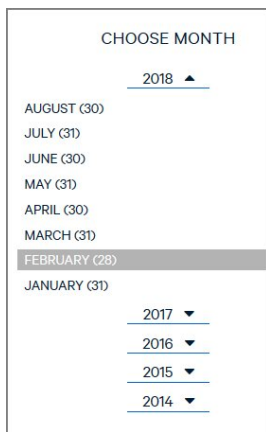 CHOOSE MONTH
2018
AUGUST (30)
JULY (31)
JUNE (30)
MAY (31)
APRIL (30)
MARCH (31)
FEBRUARY (28)
JANUARY (31)
2017
2016
2015
2014